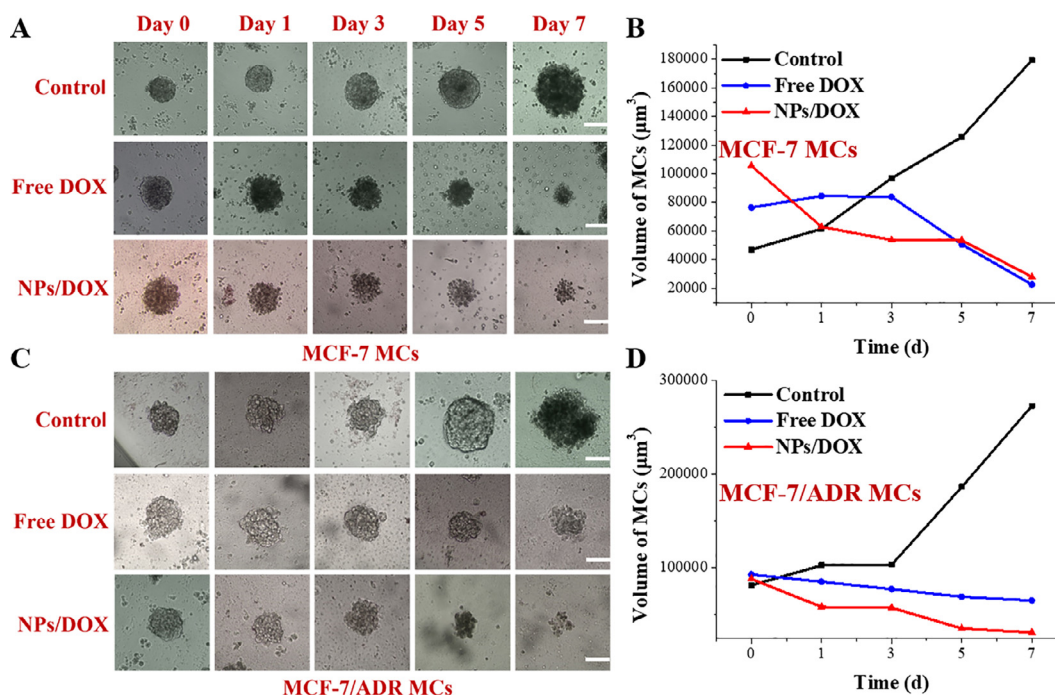 A
Day 0 Day 1 Day 3 Day 5 Day 7
Control
Free DOX
NPs/DOX
MCF-7 MCs
B
Control
Free DOX
NPs/DOX
MCF-7 MCs
Volume of MCs (μm³)
180000
160000
140000
120000
100000
80000
60000
40000
20000
0 1 3 5 7
Time (d)
C
Control
Free DOX
NPs/DOX
MCF-7/ADR MCs
D
Control
Free DOX
NPs/DOX
MCF-7/ADR MCs
Volume of MCs (μm³)
300000
200000
100000
0 1 3 5 7
Time (d)